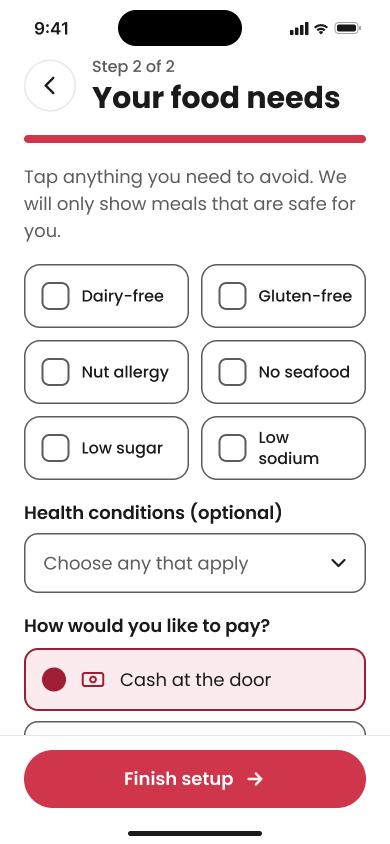 9:41
Step 2 of 2
Your food needs
Tap anything you need to avoid. We
will only show meals that are safe for
you.
Dairy-free
Gluten-free
Nut allergy
No seafood
Low sugar
Low
sodium
Health conditions (optional)
Choose any that apply
How would you like to pay?
Cash at the door
Finish setup